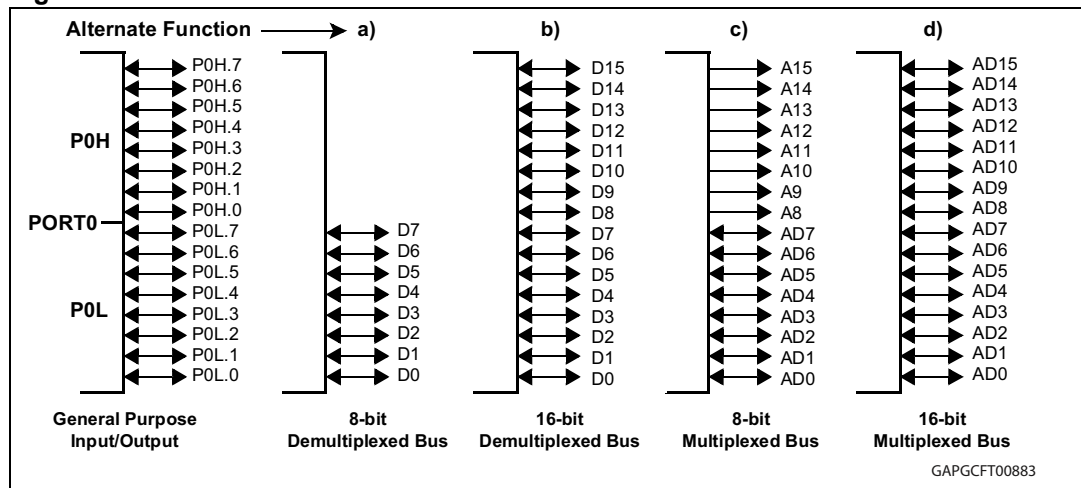 Alternate Function a) b) c) d)
P0H.7 D15 A15 AD15
P0H.6 D14 A14 AD14
P0H.5 D13 A13 AD13
P0H.4 D12 A12 AD12
P0H P0H.3 D11 A11 AD11
P0H.2 D10 A10 AD10
P0H.1 D9 A9 AD9
P0H.0 D8 A8 AD8
PORT0
P0L.7 D7 D7 AD7 AD7
P0L.6 D6 D6 AD6 AD6
P0L.5 D5 D5 AD5 AD5
P0L.4 D4 D4 AD4 AD4
P0L P0L.3 D3 D3 AD3 AD3
P0L.2 D2 D2 AD2 AD2
P0L.1 D1 D1 AD1 AD1
P0L.0 D0 D0 AD0 AD0
General Purpose 8-bit 16-bit 8-bit 16-bit
Input/Output Demultiplexed Bus Demultiplexed Bus Multiplexed Bus Multiplexed Bus
GAPGCFT00883